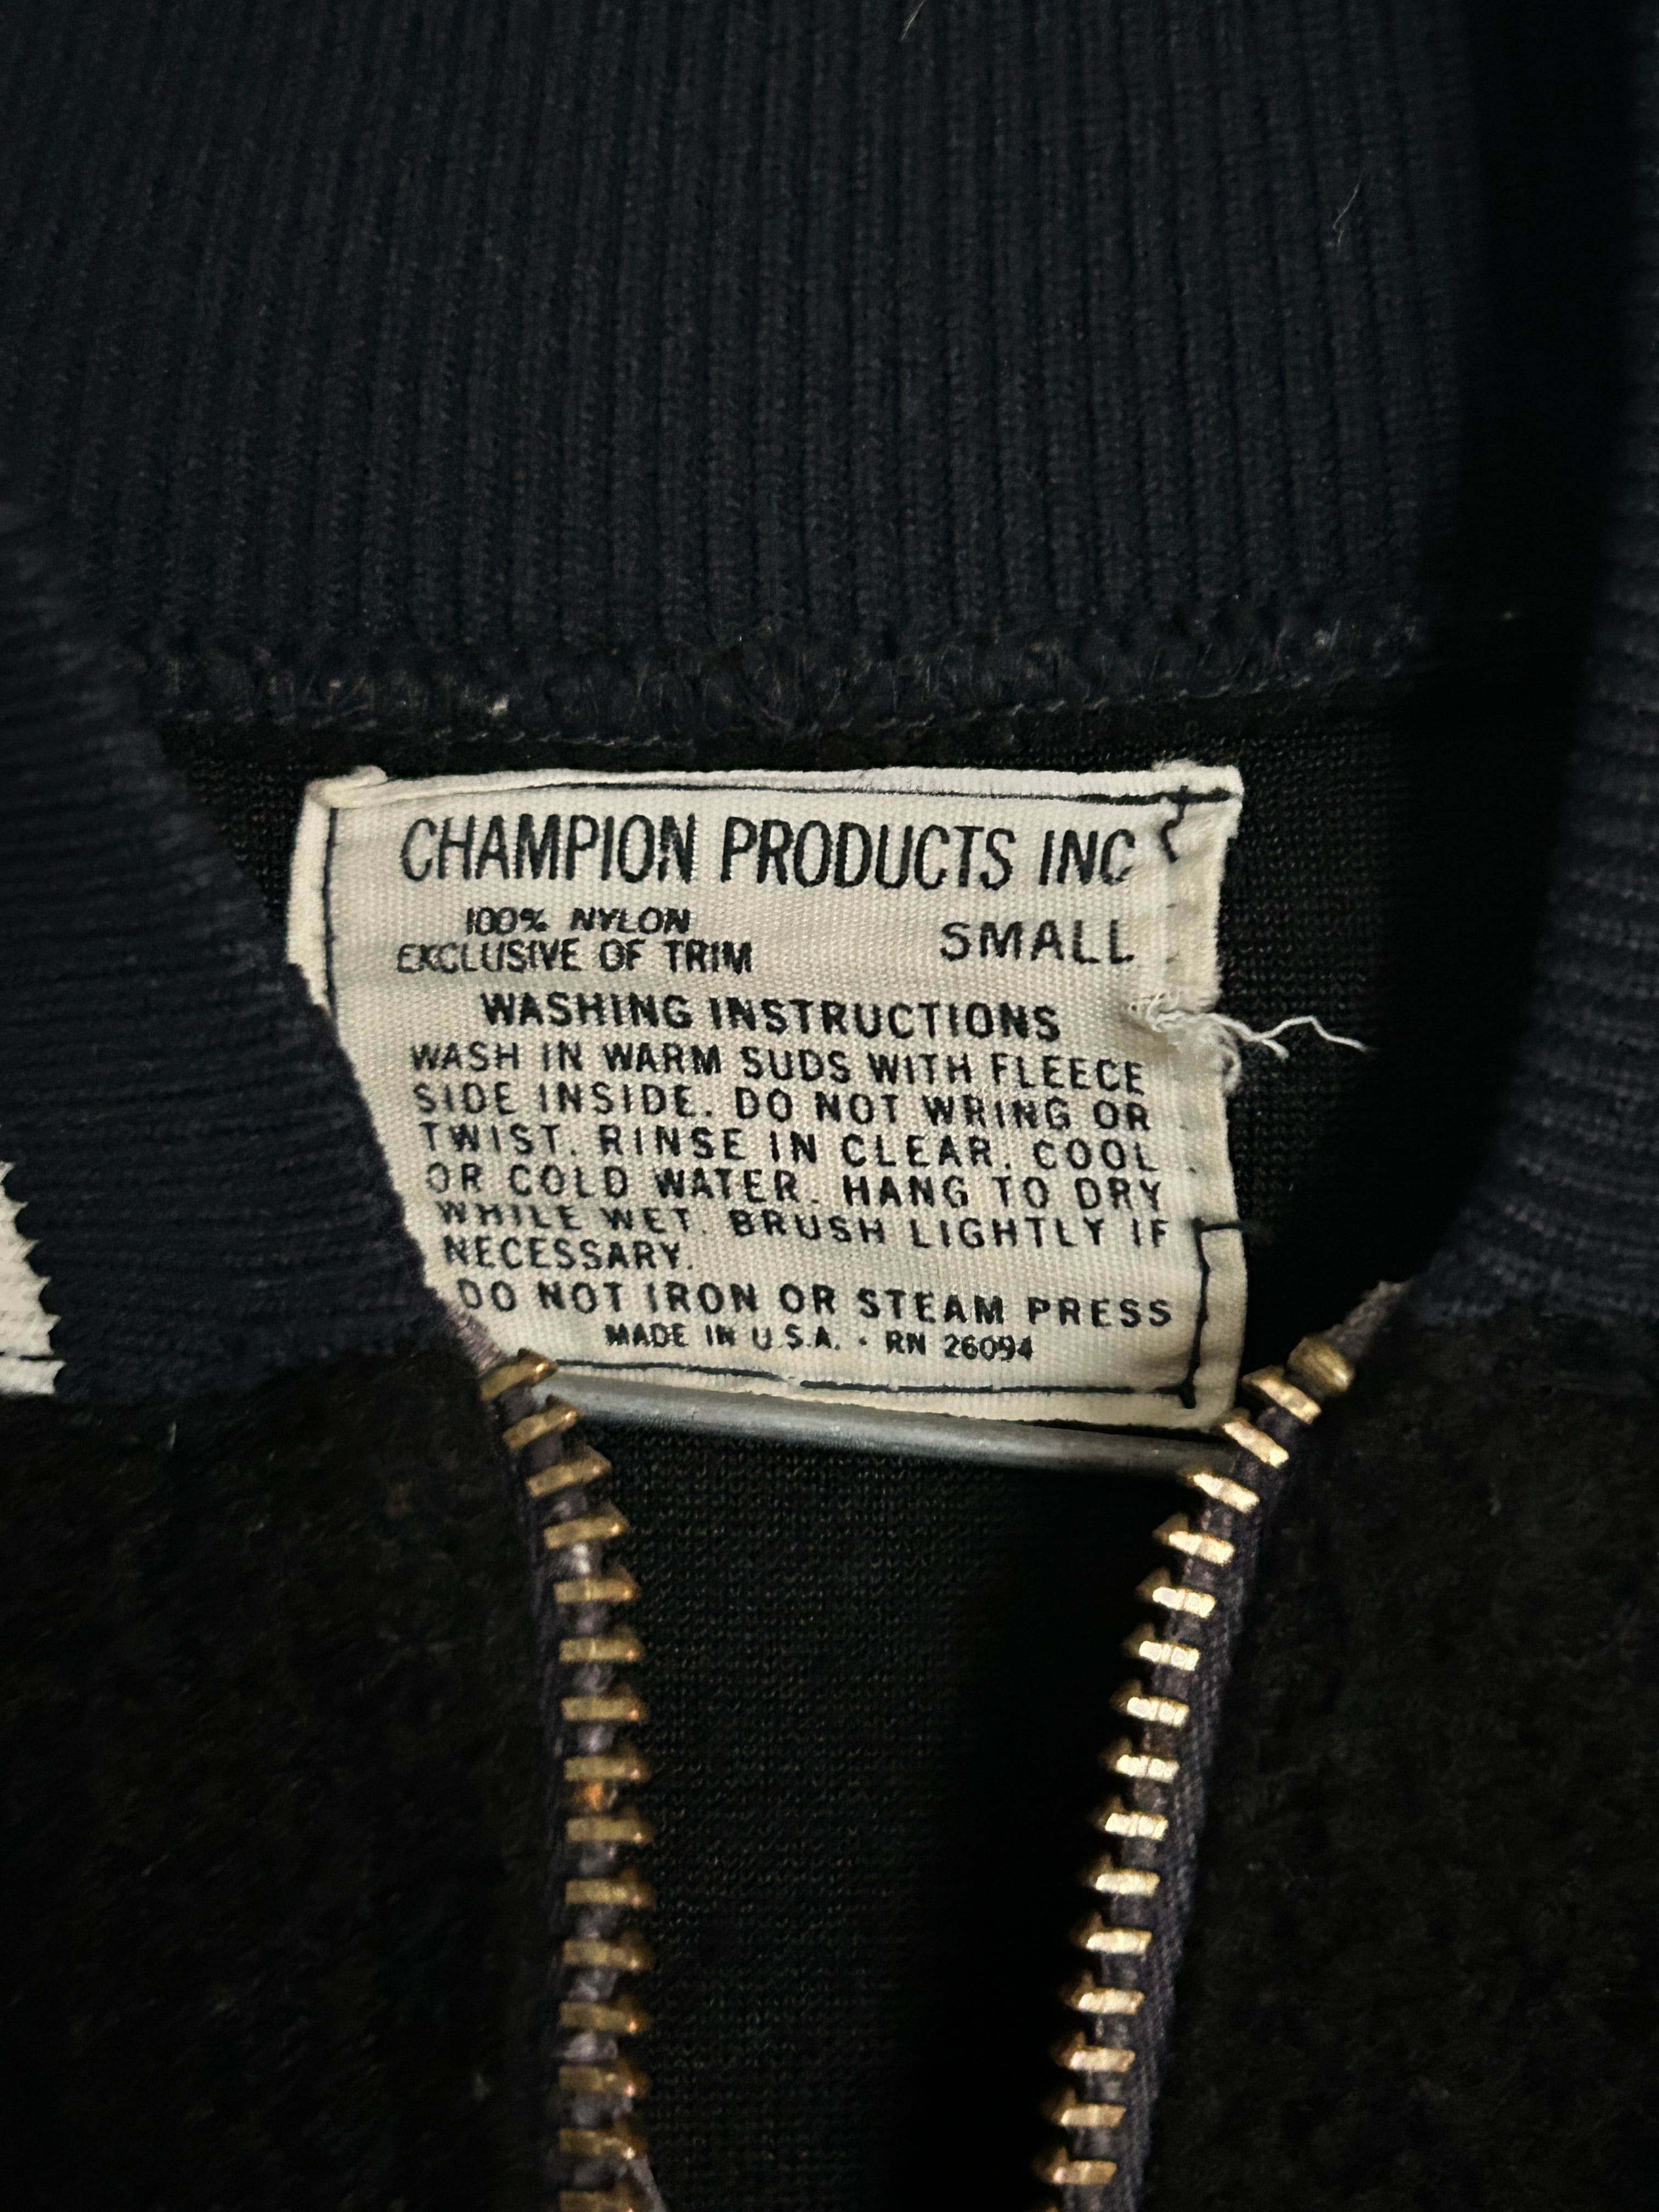 CHAMPION PRODUCTS INC
100% NYLON
EXCLUSIVE OF TRIM
SMALL
WASHING INSTRUCTIONS
WASH IN WARM SUDS WITH FLEECE
SIDE INSIDE. DO NOT WRING OR
TWIST. RINSE IN CLEAR, COOL
OR COLD WATER. HANG TO DRY
WHILE WET. BRUSH LIGHTLY IF
NECESSARY.
DO NOT IRON OR STEAM PRESS
MADE IN U.S.A. · RN 26094